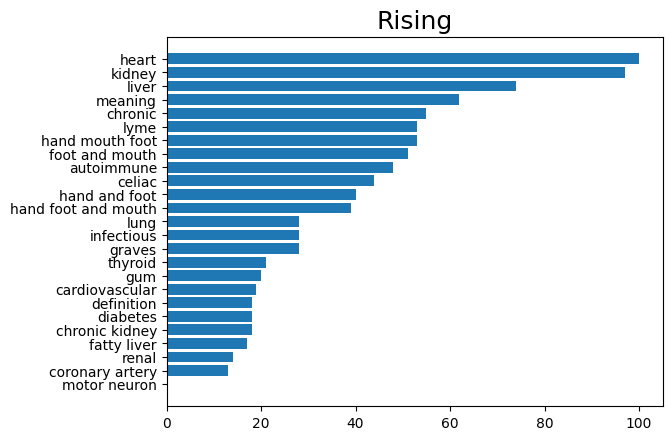 Rising
heart
kidney
liver
meaning
chronic
lyme
hand mouth foot
foot and mouth
autoimmune
celiac
hand and foot
hand foot and mouth
lung
infectious
graves
thyroid
gum
cardiovascular
definition
diabetes
chronic kidney
fatty liver
renal
coronary artery
motor neuron
0 20 40 60 80 100